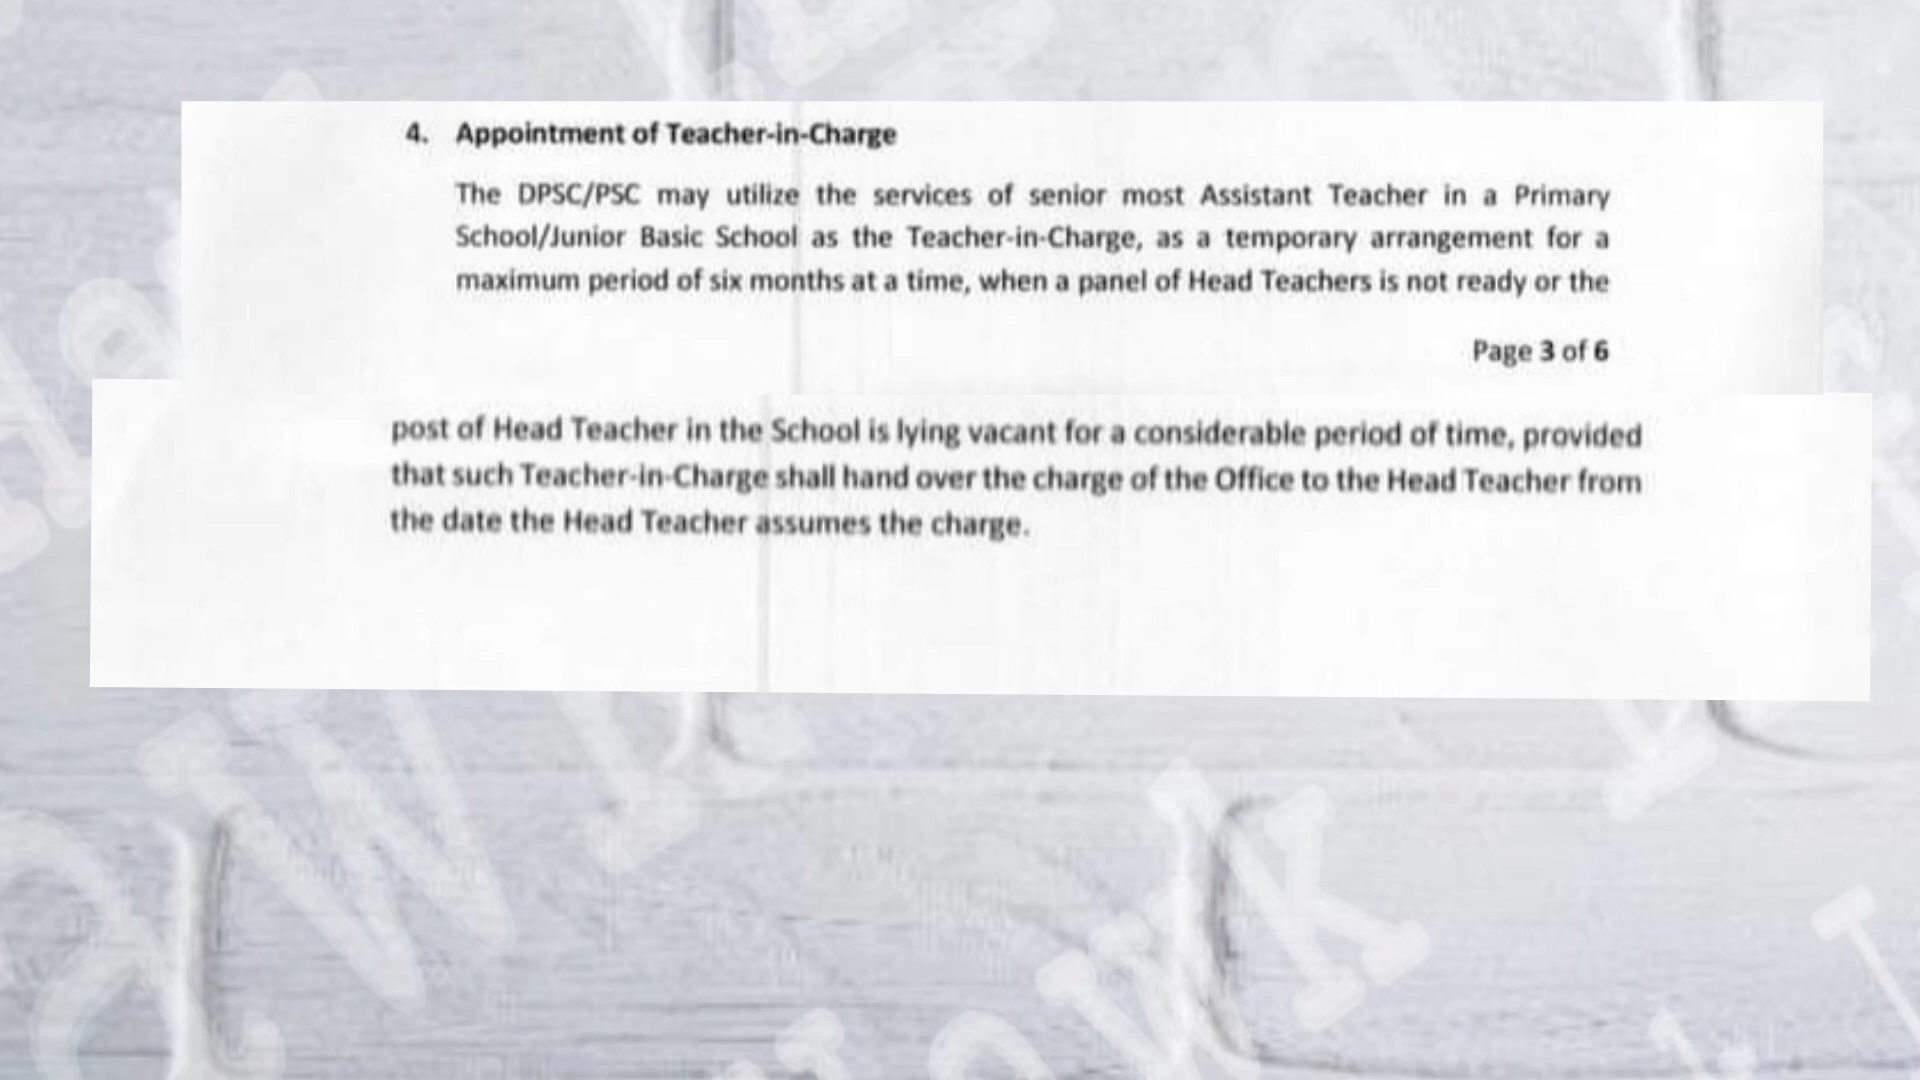 4. Appointment of Teacher-in-Charge
The DPSC/PSC may utilize the services of senior most Assistant Teacher in a Primary
School/Junior Basic School as the Teacher-in-Charge, as a temporary arrangement for a
maximum period of six months at a time, when a panel of Head Teachers is not ready or the
Page 3 of 6
post of Head Teacher in the School is lying vacant for a considerable period of time, provided
that such Teacher-in-Charge shall hand over the charge of the Office to the Head Teacher from
the date the Head Teacher assumes the charge.